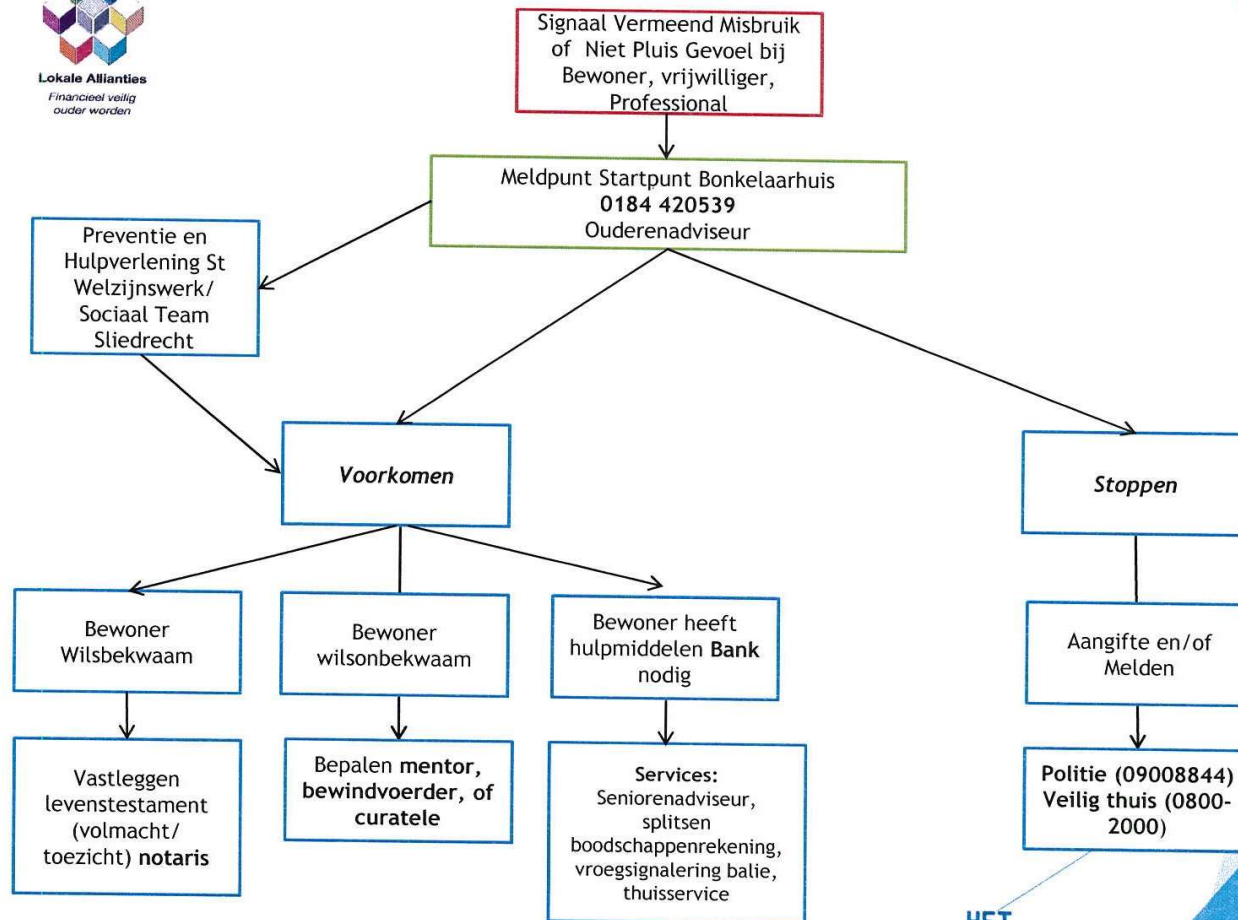 Lokale Allianties
Financieel veilig
ouder worden
Signaal Vermeend Misbruik
of Niet Pluis Gevoel bij
Bewoner, vrijwilliger,
Professional
Meldpunt Startpunt Bonkelaarhuis
0184 420539
Ouderenadviseur
Preventie en
Hulpverlening St
Welzijnswerk/
Sociaal Team
Sliedrecht
Voorkomen
Stoppen
Bewoner
Wilsbekwaam
Bewoner
wilsonbekwaam
Bewoner heeft
hulpmiddelen Bank
nodig
Aangifte en/of
Melden
Vastleggen
levenstestament
(volmacht/
toezicht) notaris
Bepalen mentor,
bewindvoerder, of
curatele
Services:
Seniorenadviseur,
splitsen
boodschappenrekening,
vroegsignalering balie,
thuisservice
Politie (09008844)
Veilig thuis (0800-
2000)